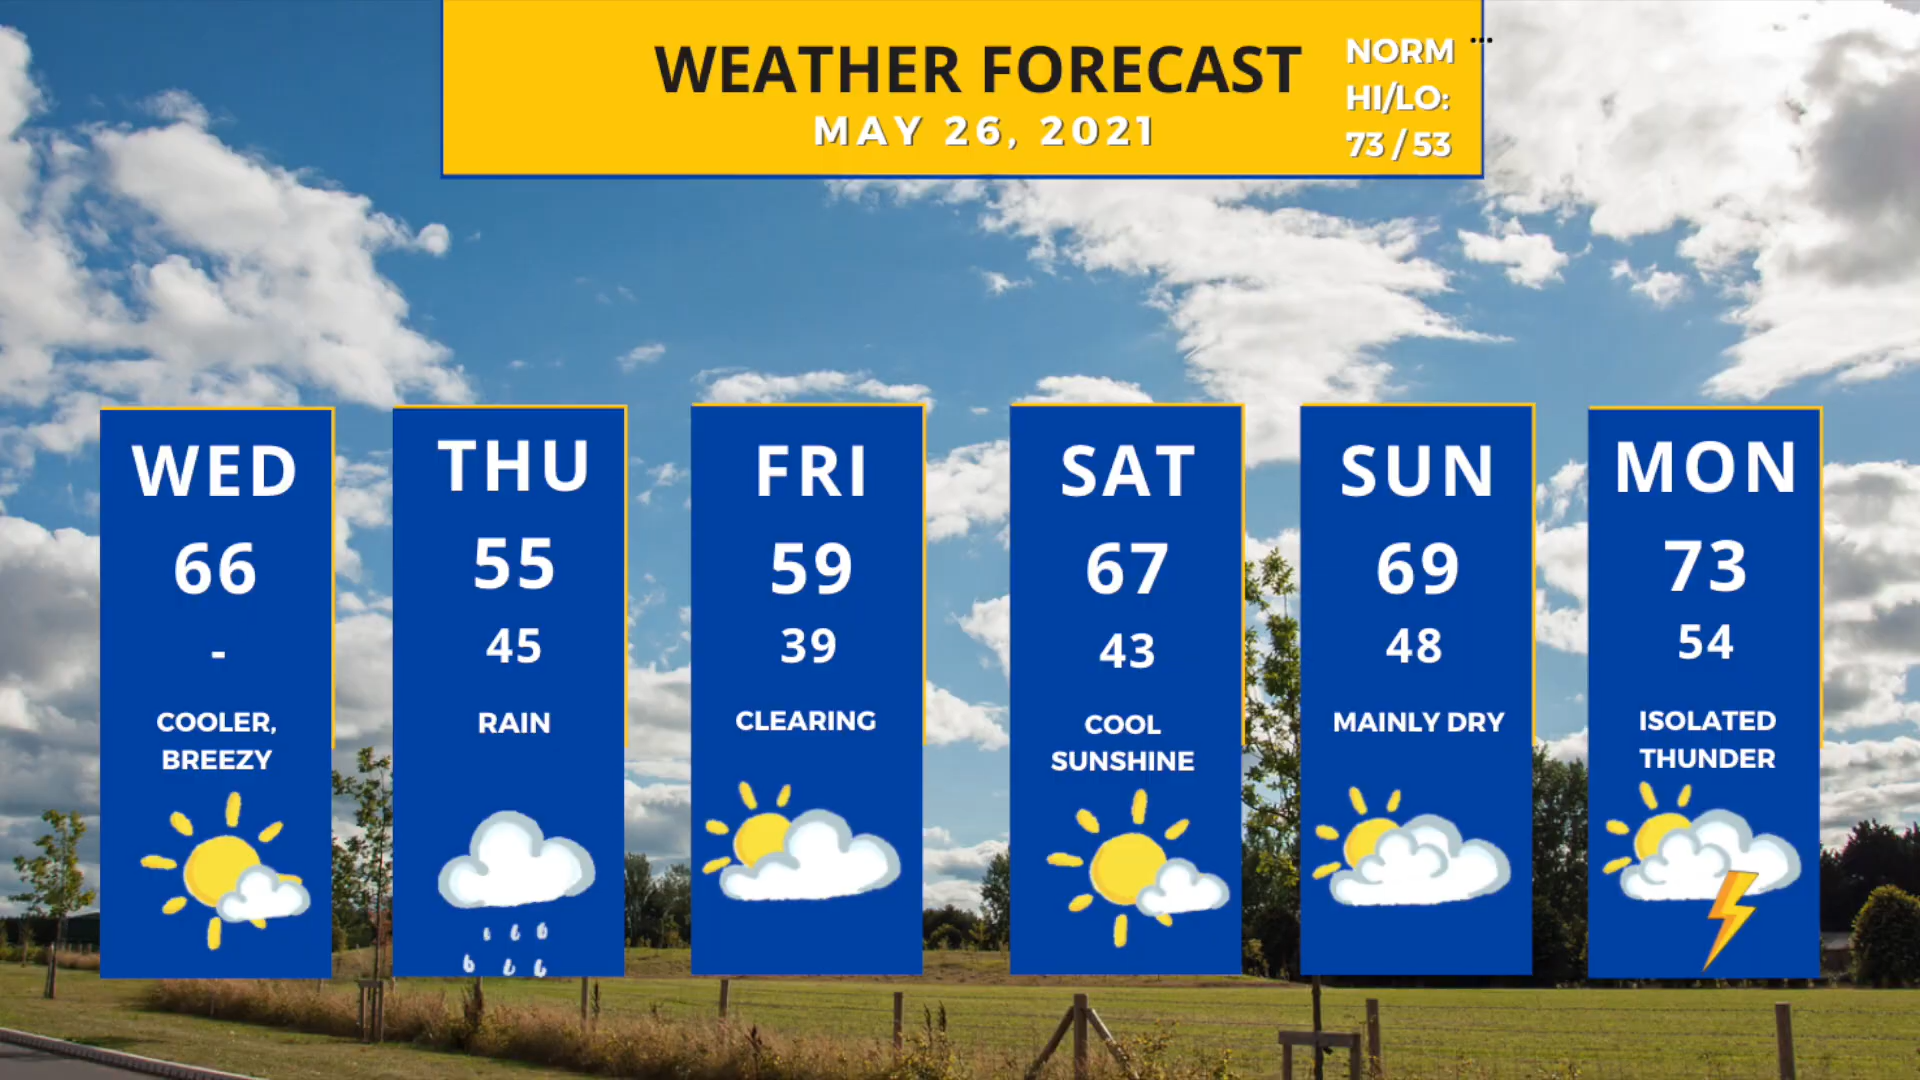 WEATHER FORECAST
MAY 26, 2021
NORM ...
HI/LO:
73 / 53
WED
66
-
COOLER,
BREEZY
THU
55
45
RAIN
FRI
59
39
CLEARING
SAT
67
43
COOL
SUNSHINE
SUN
69
48
MAINLY DRY
MON
73
54
ISOLATED
THUNDER